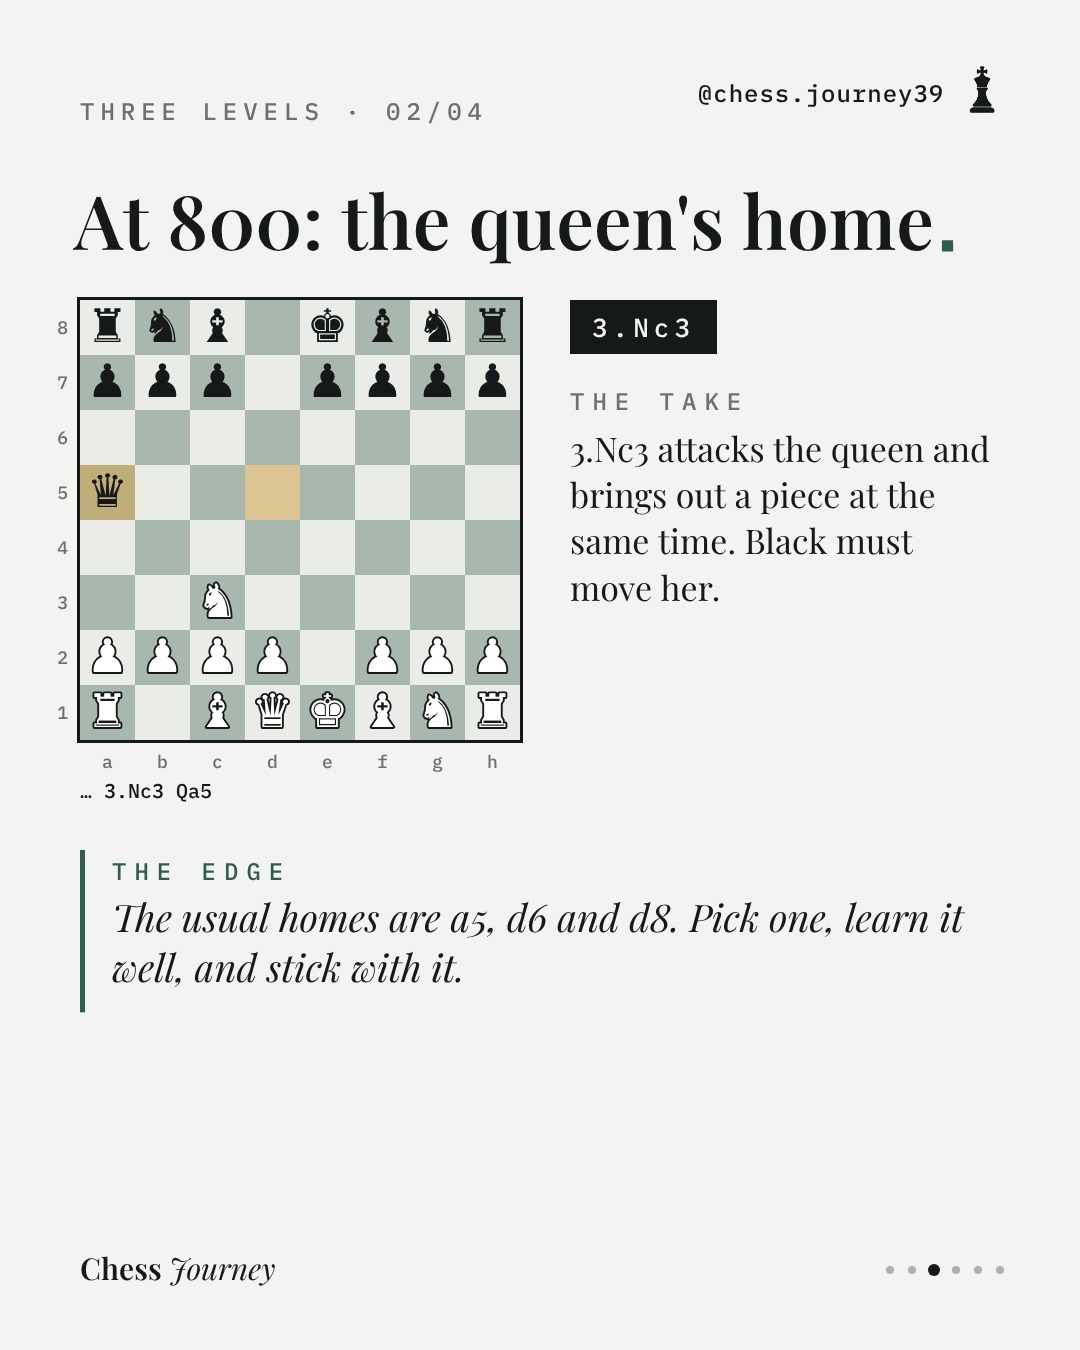 THREE LEVELS · 02/04
@chess.journey39
At 800: the queen's home.
8
7
6
5
4
3
2
1
a b c d e f g h
… 3.Nc3 Qa5
3.Nc3
THE TAKE
3.Nc3 attacks the queen and
brings out a piece at the
same time. Black must
move her.
THE EDGE
The usual homes are a5, d6 and d8. Pick one, learn it
well, and stick with it.
Chess Journey